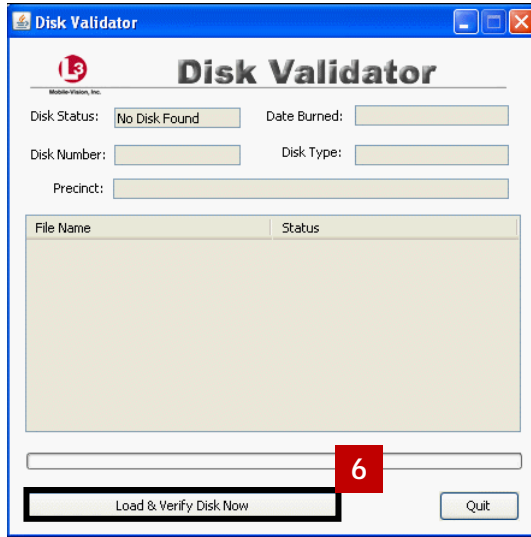 Disk Validator
L3
Mobile-Vision, Inc.
Disk Validator
Disk Status: No Disk Found Date Burned:
Disk Number: Disk Type:
Precinct:
File Name Status
6
Load & Verify Disk Now Quit